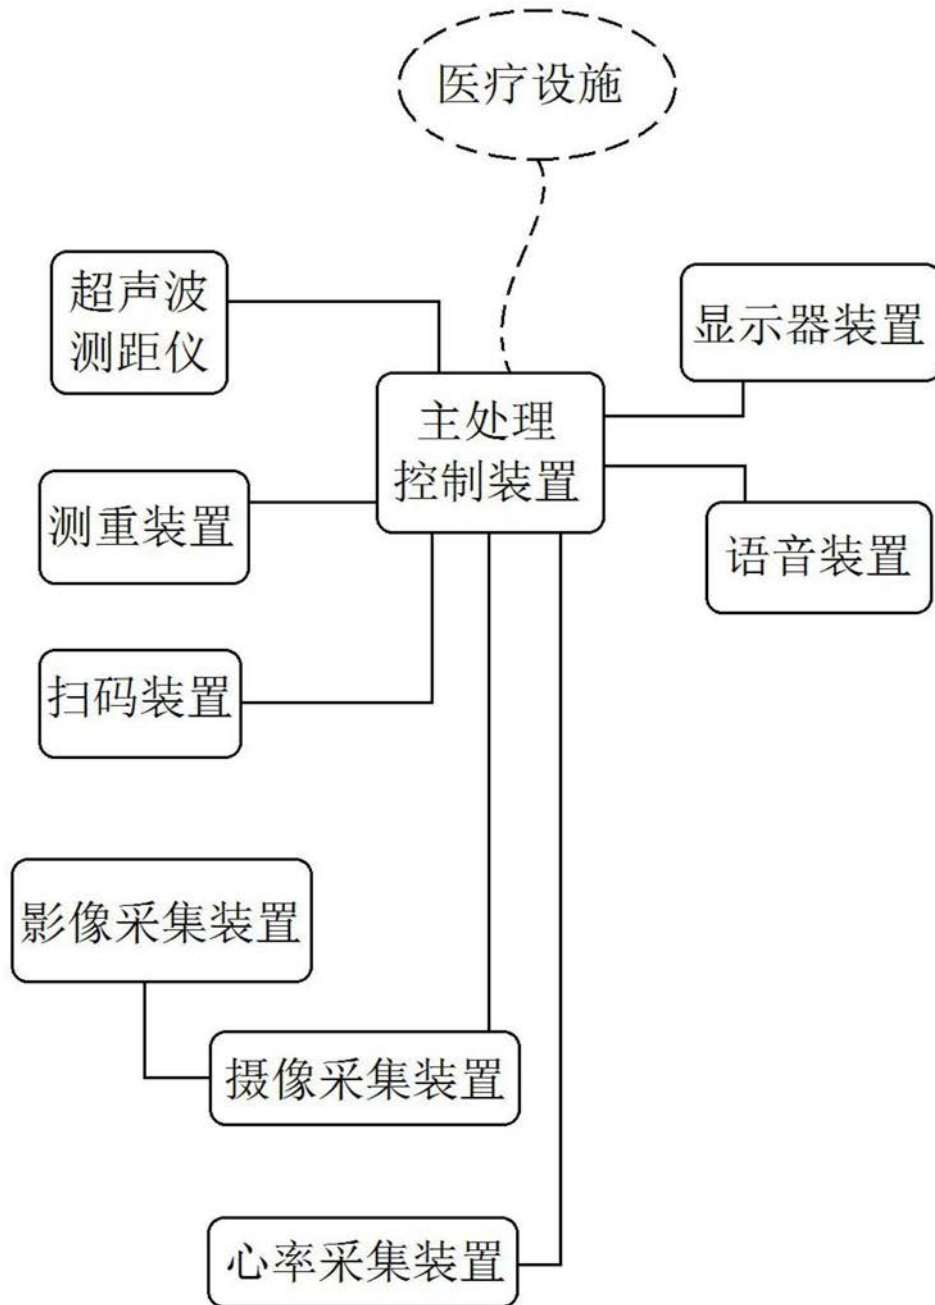 医疗设施
超声波
测距仪
显示器装置
主处理
控制装置
测重装置
语音装置
扫码装置
影像采集装置
摄像采集装置
心率采集装置